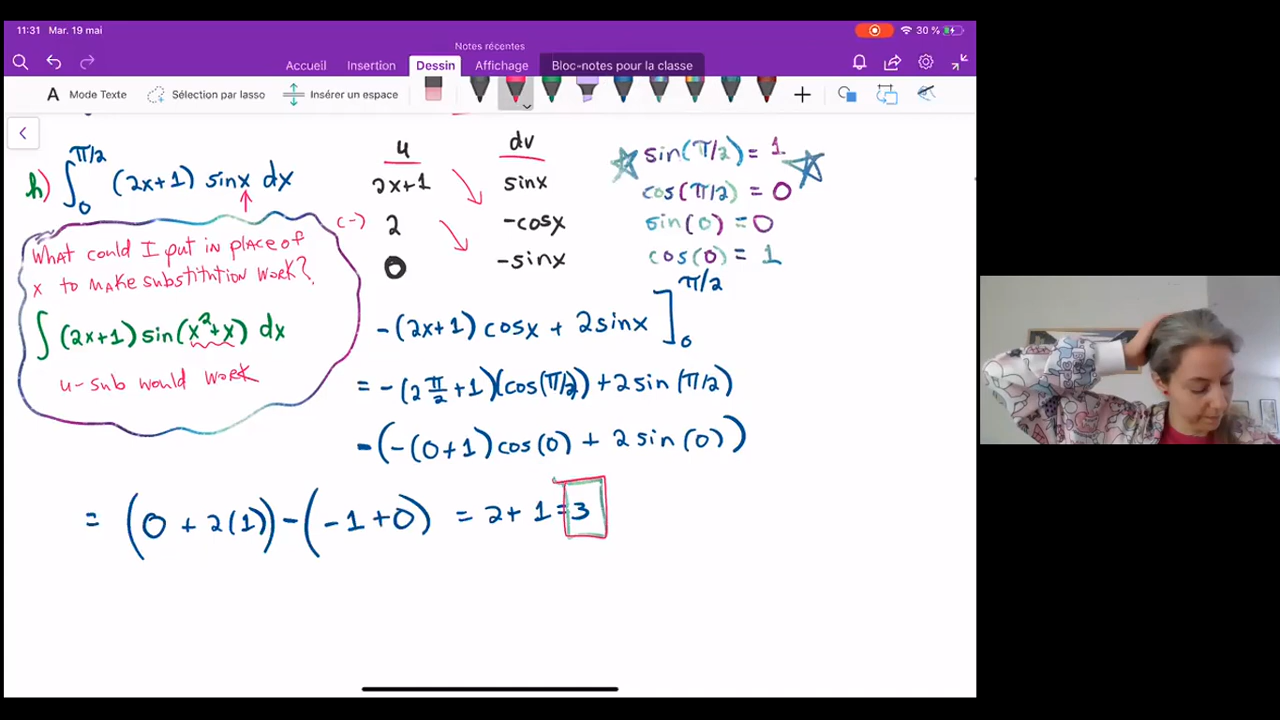 11:31 Mar. 19 mai
30 %
Notes récentes
Accueil Insertion Dessin Affichage Bloc-notes pour la classe
A Mode Texte Sélection par lasso Insérer un espace
h) ∫₀^(π/2) (2x+1) sinx dx
What could I put in place of
x to make substitution work?
∫ (2x+1) sin(x²+x) dx
u-sub would work
u dv
2x+1 sinx
(-) 2 -cosx
0 -sinx
sin(π/2) = 1
cos(π/2) = 0
sin(0) = 0
cos(0) = 1
-(2x+1) cosx + 2sinx ]₀^(π/2)
= -(2 π/2 +1)(cos(π/2)) + 2sin(π/2)
-(-(0+1) cos(0) + 2 sin(0))
= (0 + 2(1)) - (-1 + 0) = 2 + 1 = 3